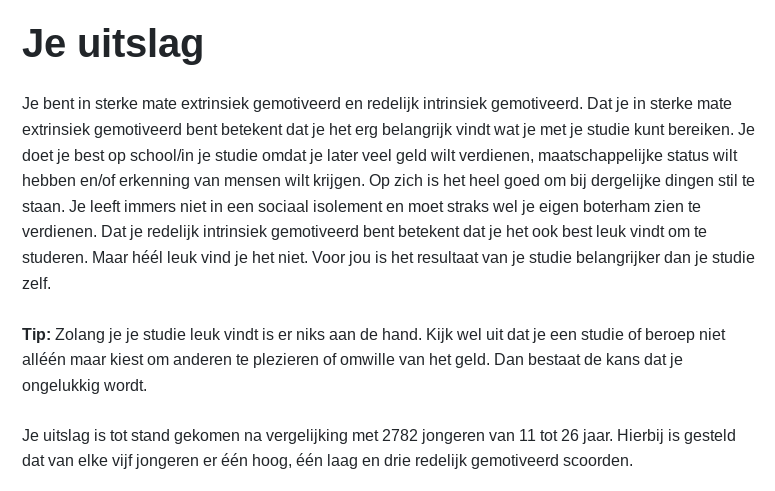 Je uitslag
Je bent in sterke mate extrinsiek gemotiveerd en redelijk intrinsiek gemotiveerd. Dat je in sterke mate
extrinsiek gemotiveerd bent betekent dat je het erg belangrijk vindt wat je met je studie kunt bereiken. Je
doet je best op school/in je studie omdat je later veel geld wilt verdienen, maatschappelijke status wilt
hebben en/of erkenning van mensen wilt krijgen. Op zich is het heel goed om bij dergelijke dingen stil te
staan. Je leeft immers niet in een sociaal isolement en moet straks wel je eigen boterham zien te
verdienen. Dat je redelijk intrinsiek gemotiveerd bent betekent dat je het ook best leuk vindt om te
studeren. Maar héél leuk vind je het niet. Voor jou is het resultaat van je studie belangrijker dan je studie
zelf.
Tip: Zolang je je studie leuk vindt is er niks aan de hand. Kijk wel uit dat je een studie of beroep niet
alléén maar kiest om anderen te plezieren of omwille van het geld. Dan bestaat de kans dat je
ongelukkig wordt.
Je uitslag is tot stand gekomen na vergelijking met 2782 jongeren van 11 tot 26 jaar. Hierbij is gesteld
dat van elke vijf jongeren er één hoog, één laag en drie redelijk gemotiveerd scoorden.